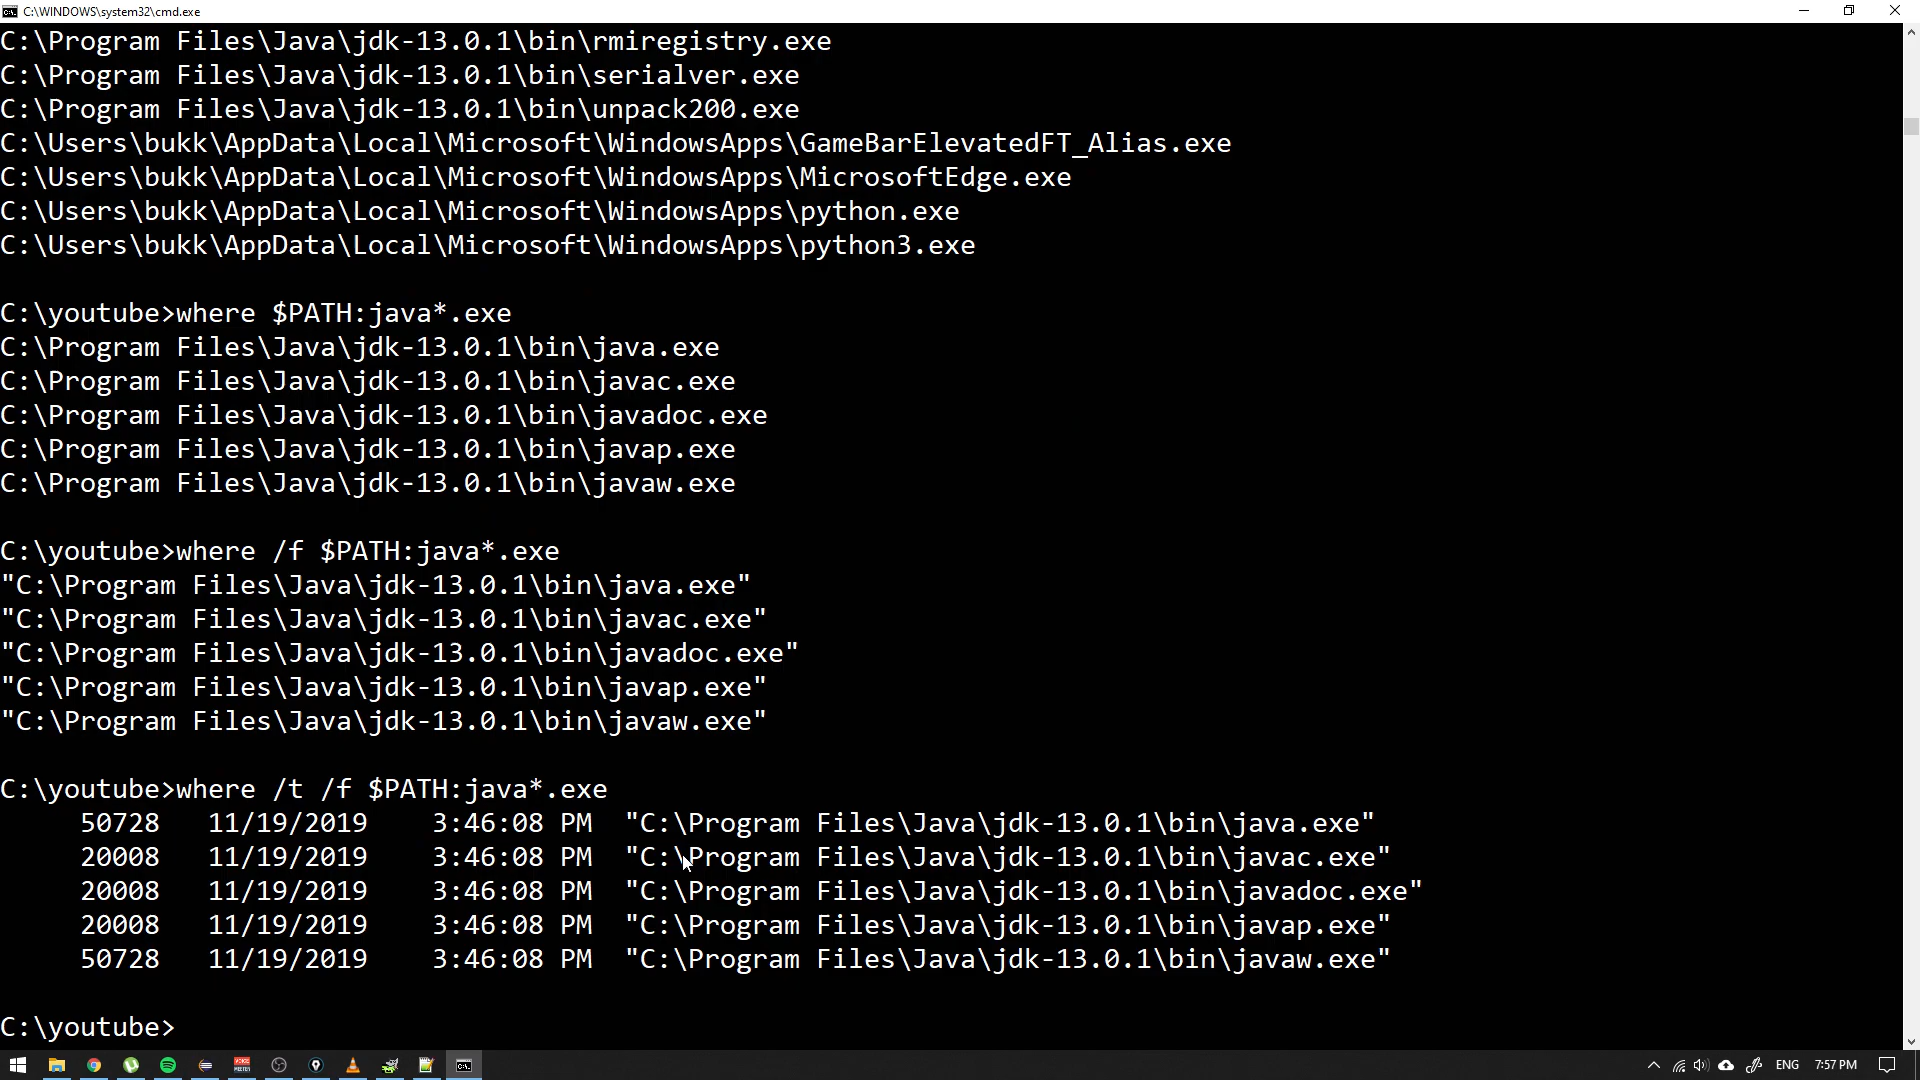 C:\WINDOWS\system32\cmd.exe
C:\Program Files\Java\jdk-13.0.1\bin\rmiregistry.exe
C:\Program Files\Java\jdk-13.0.1\bin\serialver.exe
C:\Program Files\Java\jdk-13.0.1\bin\unpack200.exe
C:\Users\bukk\AppData\Local\Microsoft\WindowsApps\GameBarElevatedFT_Alias.exe
C:\Users\bukk\AppData\Local\Microsoft\WindowsApps\MicrosoftEdge.exe
C:\Users\bukk\AppData\Local\Microsoft\WindowsApps\python.exe
C:\Users\bukk\AppData\Local\Microsoft\WindowsApps\python3.exe
C:\youtube>where $PATH:java*.exe
C:\Program Files\Java\jdk-13.0.1\bin\java.exe
C:\Program Files\Java\jdk-13.0.1\bin\javac.exe
C:\Program Files\Java\jdk-13.0.1\bin\javadoc.exe
C:\Program Files\Java\jdk-13.0.1\bin\javap.exe
C:\Program Files\Java\jdk-13.0.1\bin\javaw.exe
C:\youtube>where /f $PATH:java*.exe
"C:\Program Files\Java\jdk-13.0.1\bin\java.exe"
"C:\Program Files\Java\jdk-13.0.1\bin\javac.exe"
"C:\Program Files\Java\jdk-13.0.1\bin\javadoc.exe"
"C:\Program Files\Java\jdk-13.0.1\bin\javap.exe"
"C:\Program Files\Java\jdk-13.0.1\bin\javaw.exe"
C:\youtube>where /t /f $PATH:java*.exe
50728 11/19/2019 3:46:08 PM "C:\Program Files\Java\jdk-13.0.1\bin\java.exe"
20008 11/19/2019 3:46:08 PM "C:\Program Files\Java\jdk-13.0.1\bin\javac.exe"
20008 11/19/2019 3:46:08 PM "C:\Program Files\Java\jdk-13.0.1\bin\javadoc.exe"
20008 11/19/2019 3:46:08 PM "C:\Program Files\Java\jdk-13.0.1\bin\javap.exe"
50728 11/19/2019 3:46:08 PM "C:\Program Files\Java\jdk-13.0.1\bin\javaw.exe"
C:\youtube>
ENG 7:57 PM